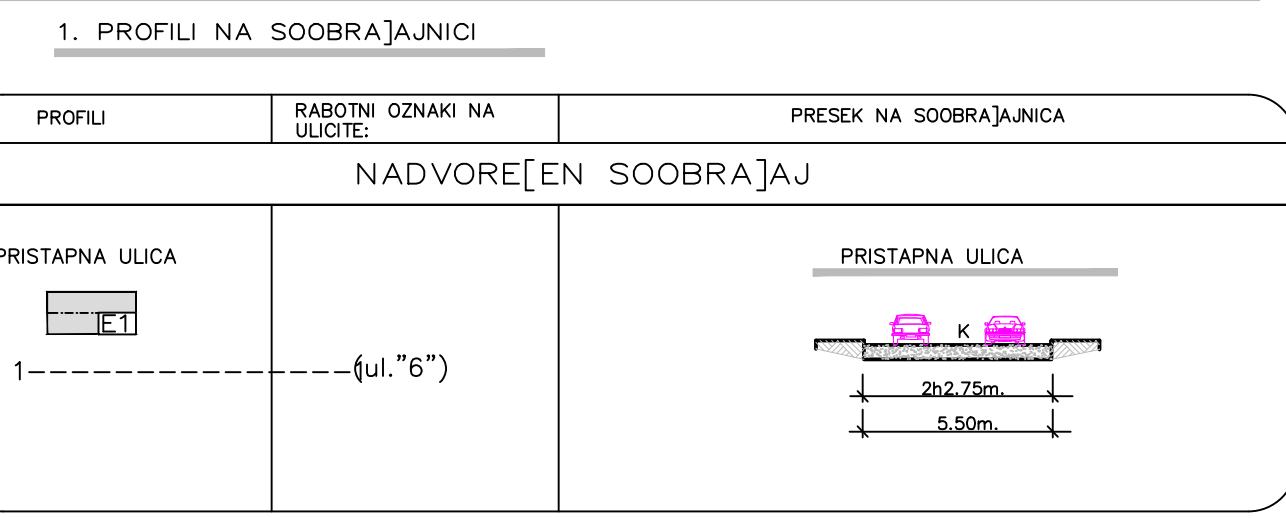 1. PROFILI NA SOOBRA]AJNICI
PROFILI
RABOTNI OZNAKI NA
ULICITE:
PRESEK NA SOOBRA]AJNICA
NADVORE[EN SOOBRA]AJ
PRISTAPNA ULICA
E1
1 1
(ul."6")
PRISTAPNA ULICA
K
2h2.75m.
5.50m.